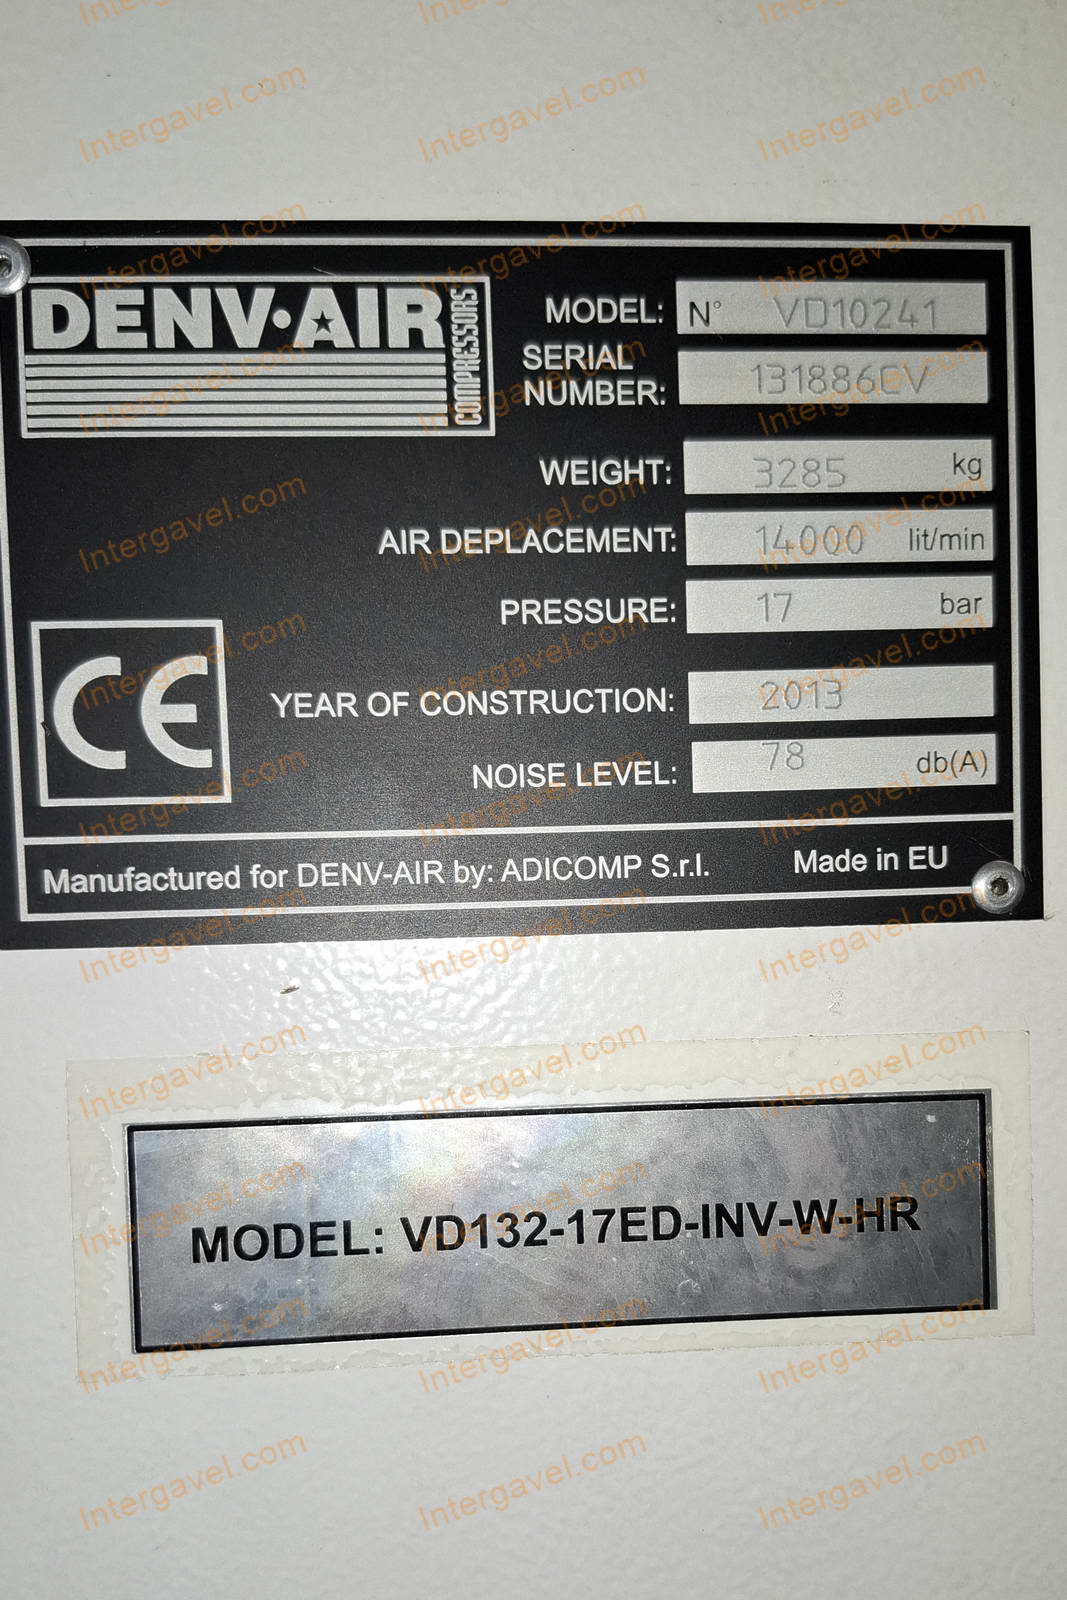 DENV·AIR
COMPRESSORS
MODEL: N° VD10241
SERIAL
NUMBER: 131886CV
WEIGHT: 3285 kg
AIR DEPLACEMENT: 14000 lit/min
PRESSURE: 17 bar
CE
YEAR OF CONSTRUCTION: 2013
NOISE LEVEL: 78 db(A)
Manufactured for DENV-AIR by: ADICOMP S.r.l. Made in EU
MODEL: VD132-17ED-INV-W-HR
Intergavel.com